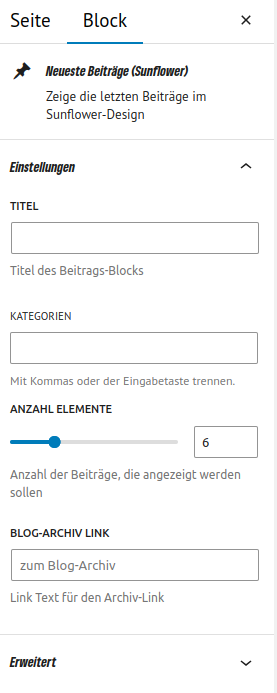 Seite Block ×
Neueste Beiträge (Sunflower)
Zeige die letzten Beiträge im
Sunflower-Design
Einstellungen
TITEL
Titel des Beitrags-Blocks
KATEGORIEN
Mit Kommas oder der Eingabetaste trennen.
ANZAHL ELEMENTE
6
Anzahl der Beiträge, die angezeigt werden
sollen
BLOG-ARCHIV LINK
zum Blog-Archiv
Link Text für den Archiv-Link
Erweitert